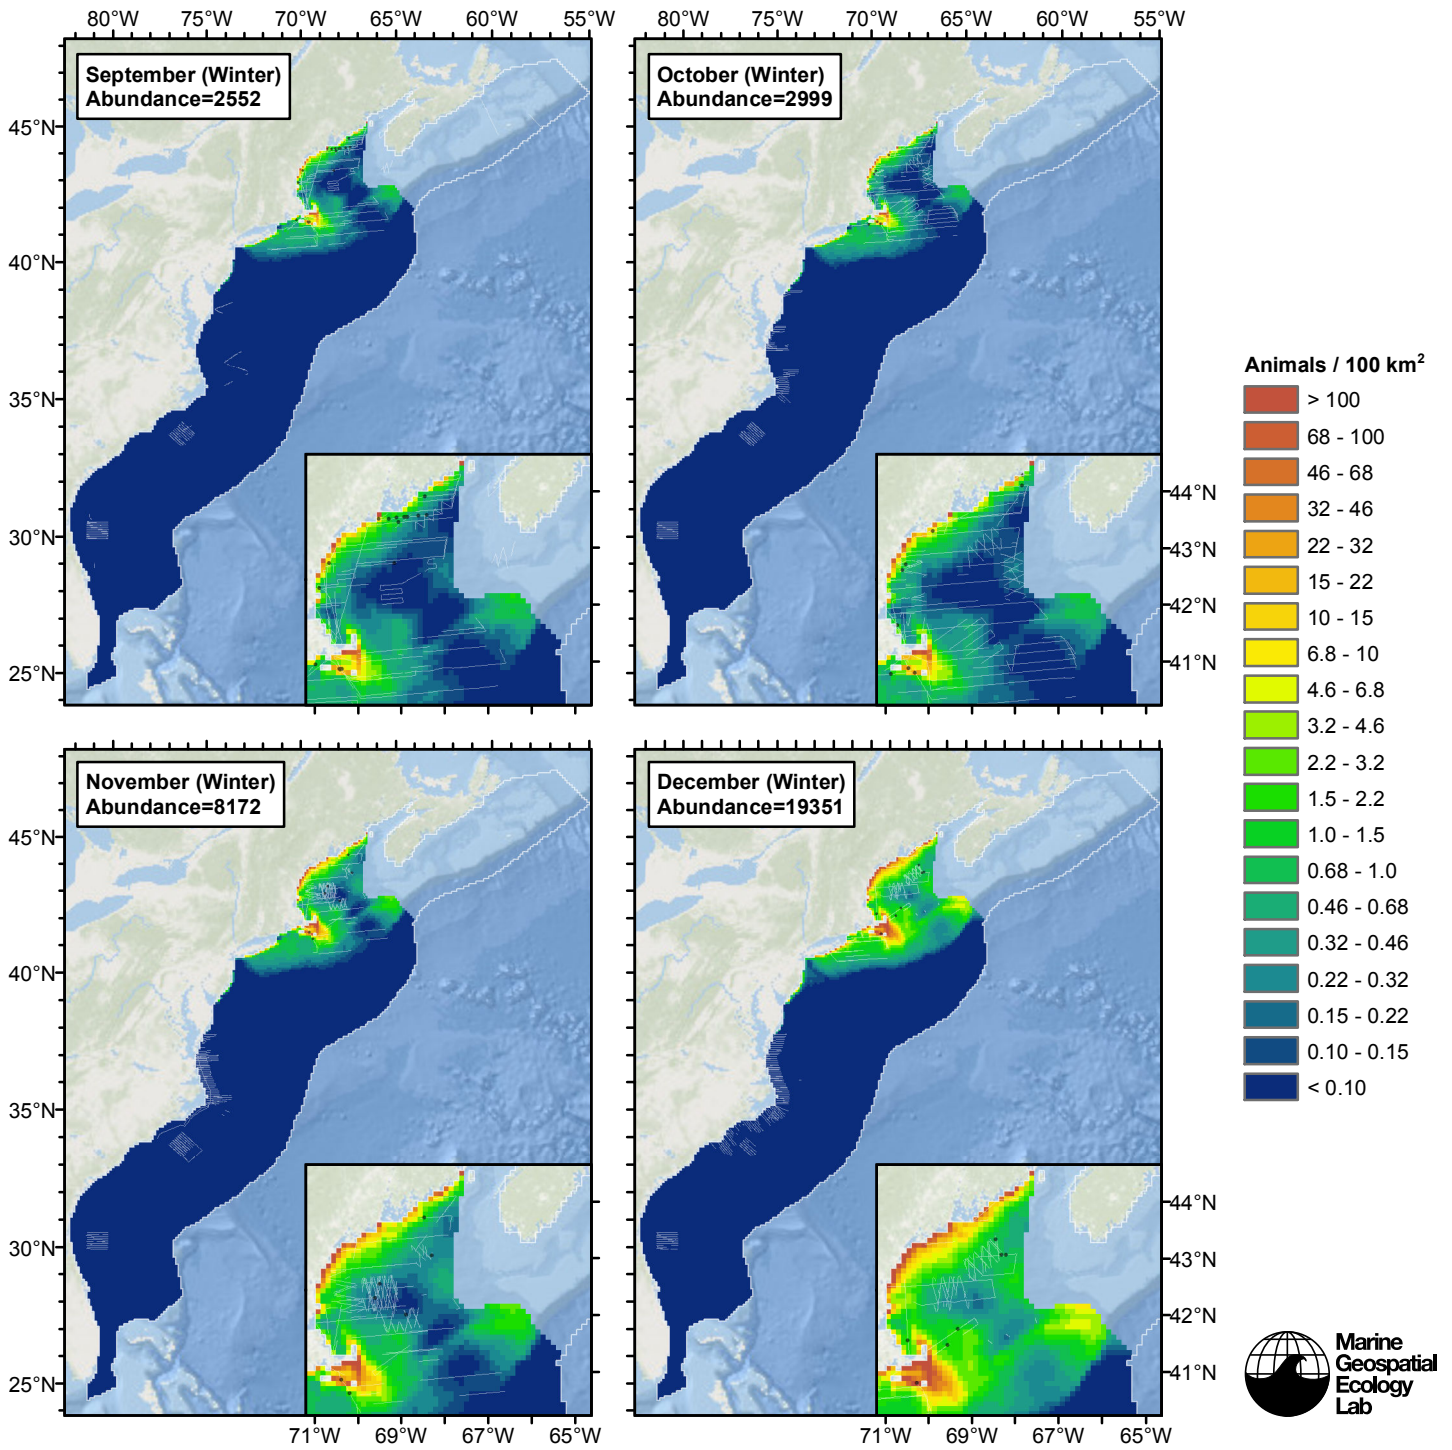 80°W 75°W 70°W 65°W 60°W 55°W
80°W 75°W 70°W 65°W 60°W 55°W
September (Winter)
Abundance=2552
October (Winter)
Abundance=2999
45°N
40°N
35°N
30°N
25°N
44°N
43°N
42°N
41°N
Animals / 100 km²
> 100
68 - 100
46 - 68
32 - 46
22 - 32
15 - 22
10 - 15
6.8 - 10
4.6 - 6.8
3.2 - 4.6
2.2 - 3.2
1.5 - 2.2
1.0 - 1.5
0.68 - 1.0
0.46 - 0.68
0.32 - 0.46
0.22 - 0.32
0.15 - 0.22
0.10 - 0.15
< 0.10
November (Winter)
Abundance=8172
December (Winter)
Abundance=19351
45°N
40°N
35°N
30°N
25°N
44°N
43°N
42°N
41°N
71°W 69°W 67°W 65°W
71°W 69°W 67°W 65°W
Marine
Geospatial
Ecology
Lab